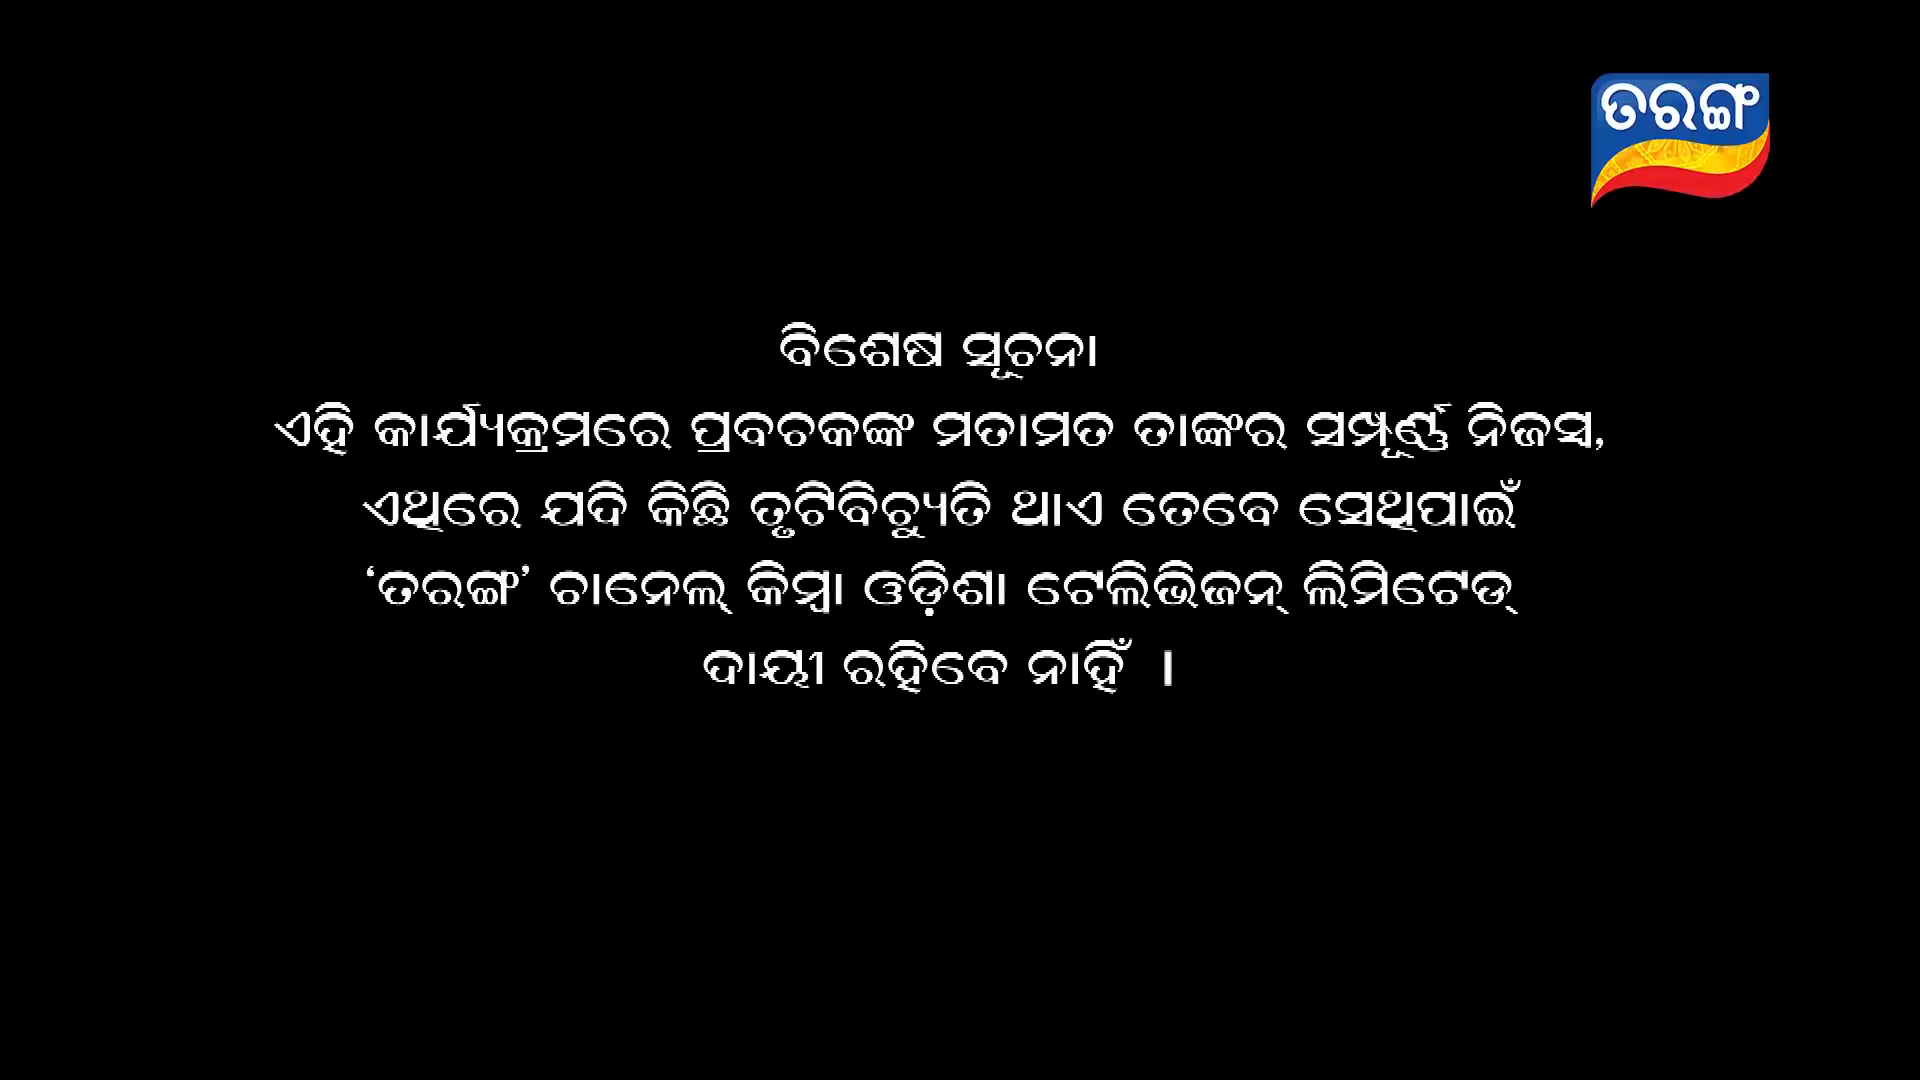 ତରଙ୍ଗ
ବିଶେଷ ସୂଚନା
ଏହି କାର୍ଯ୍ୟକ୍ରମରେ ପ୍ରବଚକଙ୍କ ମତାମତ ତାଙ୍କର ସମ୍ପୂର୍ଣ୍ଣ ନିଜସ୍ୱ,
ଏଥିରେ ଯଦି କିଛି ତୃଟିବିଚ୍ୟୁତି ଥାଏ ତେବେ ସେଥିପାଇଁ
‘ତରଙ୍ଗ’ ଚାନେଲ୍ କିମ୍ବା ଓଡ଼ିଶା ଟେଲିଭିଜନ୍ ଲିମିଟେଡ୍
ଦାୟୀ ରହିବେ ନାହିଁ ।